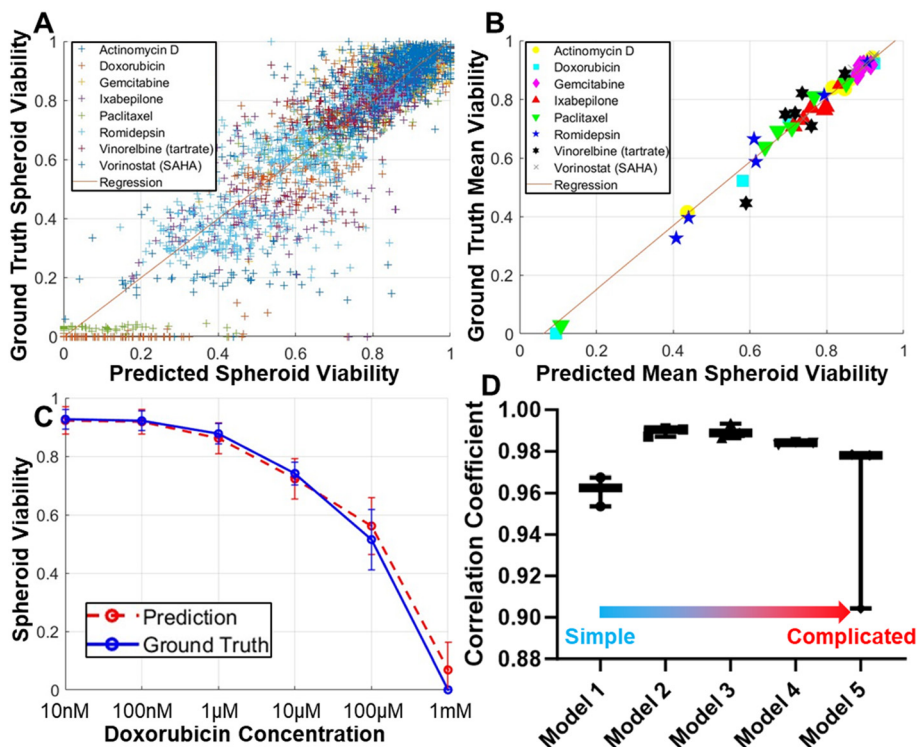 A
Ground Truth Spheroid Viability
1
0.8
0.6
0.4
0.2
0
Actinomycin D
Doxorubicin
Gemcitabine
Ixabepilone
Paclitaxel
Romidepsin
Vinorelbine (tartrate)
Vorinostat (SAHA)
Regression
0
0.2
0.4
0.6
0.8
1
Predicted Spheroid Viability
B
Ground Truth Mean Viability
1
0.8
0.6
0.4
0.2
0
Actinomycin D
Doxorubicin
Gemcitabine
Ixabepilone
Paclitaxel
Romidepsin
Vinorelbine (tartrate)
Vorinostat (SAHA)
Regression
0
0.2
0.4
0.6
0.8
1
Predicted Mean Spheroid Viability
C
Spheroid Viability
1
0.8
0.6
0.4
0.2
0
Prediction
Ground Truth
10nM
100nM
1µM
10µM
100µM
1mM
Doxorubicin Concentration
D
Correlation Coefficient
1.00
0.98
0.96
0.94
0.92
0.90
0.88
Simple
Complicated
Model 1
Model 2
Model 3
Model 4
Model 5